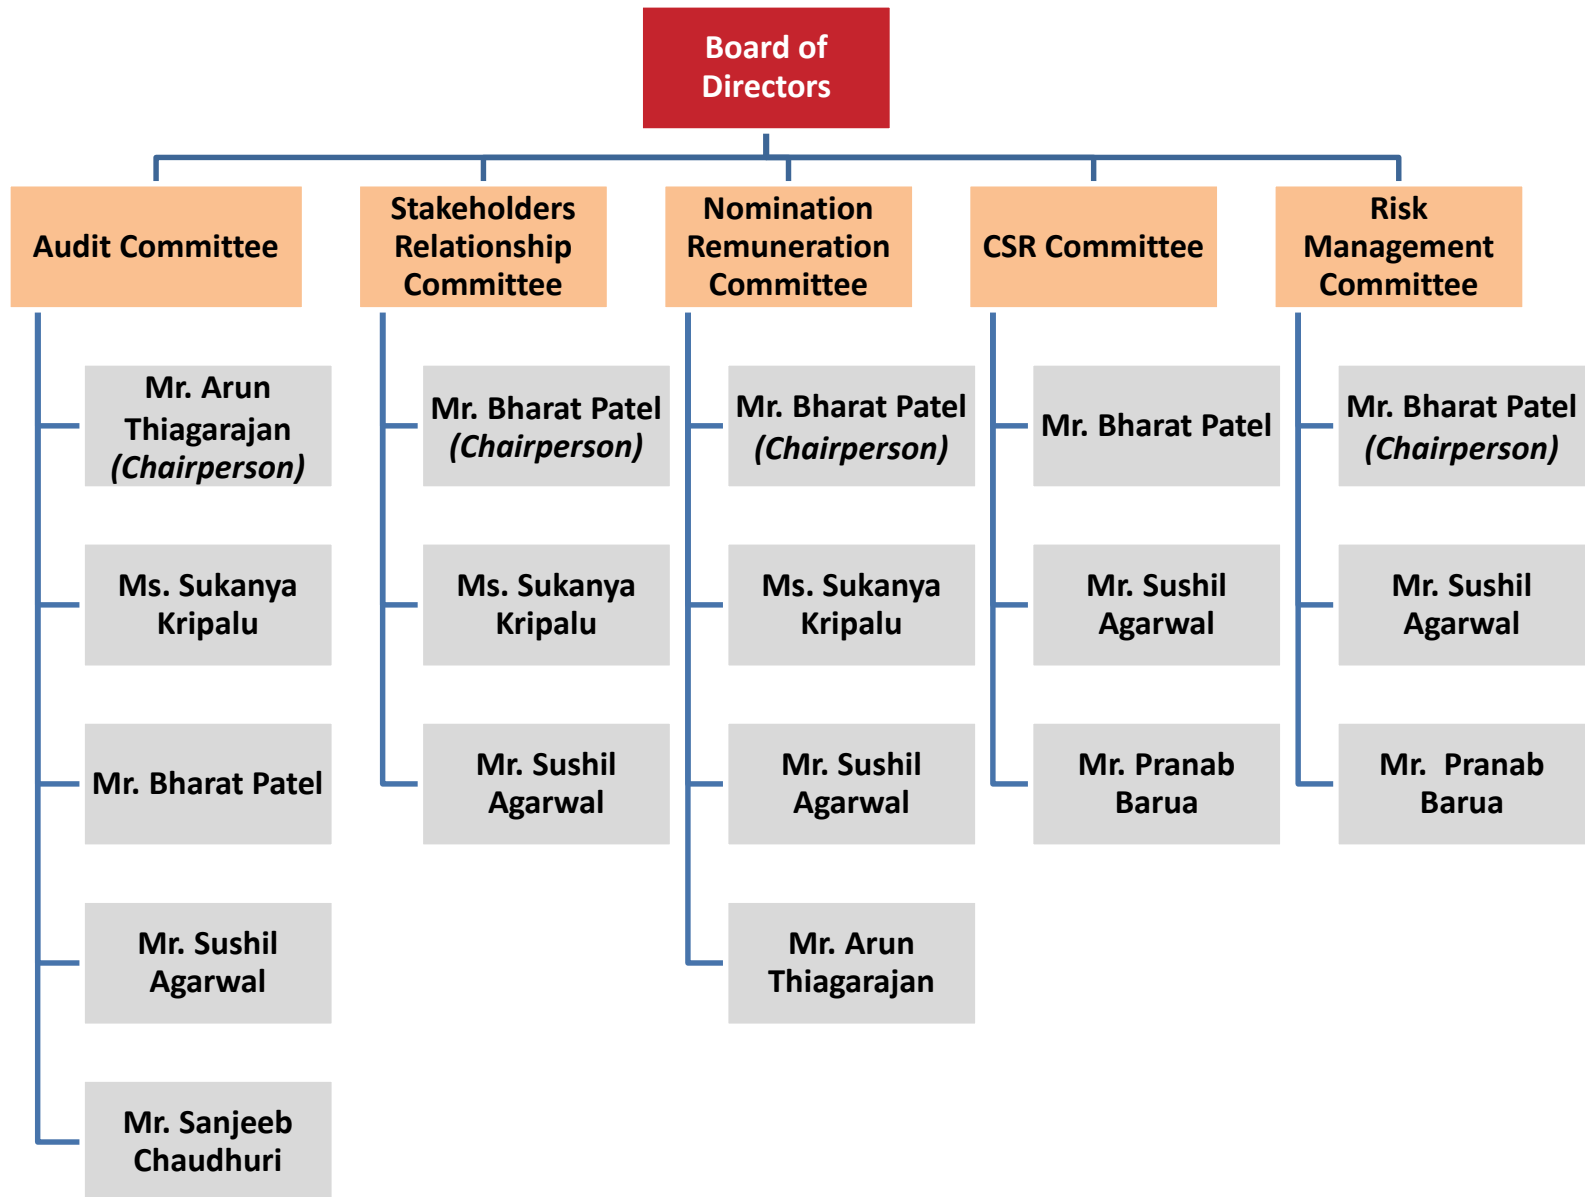 Board of
Directors
Audit Committee
Stakeholders
Relationship
Committee
Nomination
Remuneration
Committee
CSR Committee
Risk
Management
Committee
Mr. Arun
Thiagarajan
(Chairperson)
Ms. Sukanya
Kripalu
Mr. Bharat Patel
Mr. Sushil
Agarwal
Mr. Sanjeeb
Chaudhuri
Mr. Bharat Patel
(Chairperson)
Ms. Sukanya
Kripalu
Mr. Sushil
Agarwal
Mr. Bharat Patel
(Chairperson)
Ms. Sukanya
Kripalu
Mr. Sushil
Agarwal
Mr. Arun
Thiagarajan
Mr. Bharat Patel
Mr. Sushil
Agarwal
Mr. Pranab
Barua
Mr. Bharat Patel
(Chairperson)
Mr. Sushil
Agarwal
Mr.  Pranab
Barua